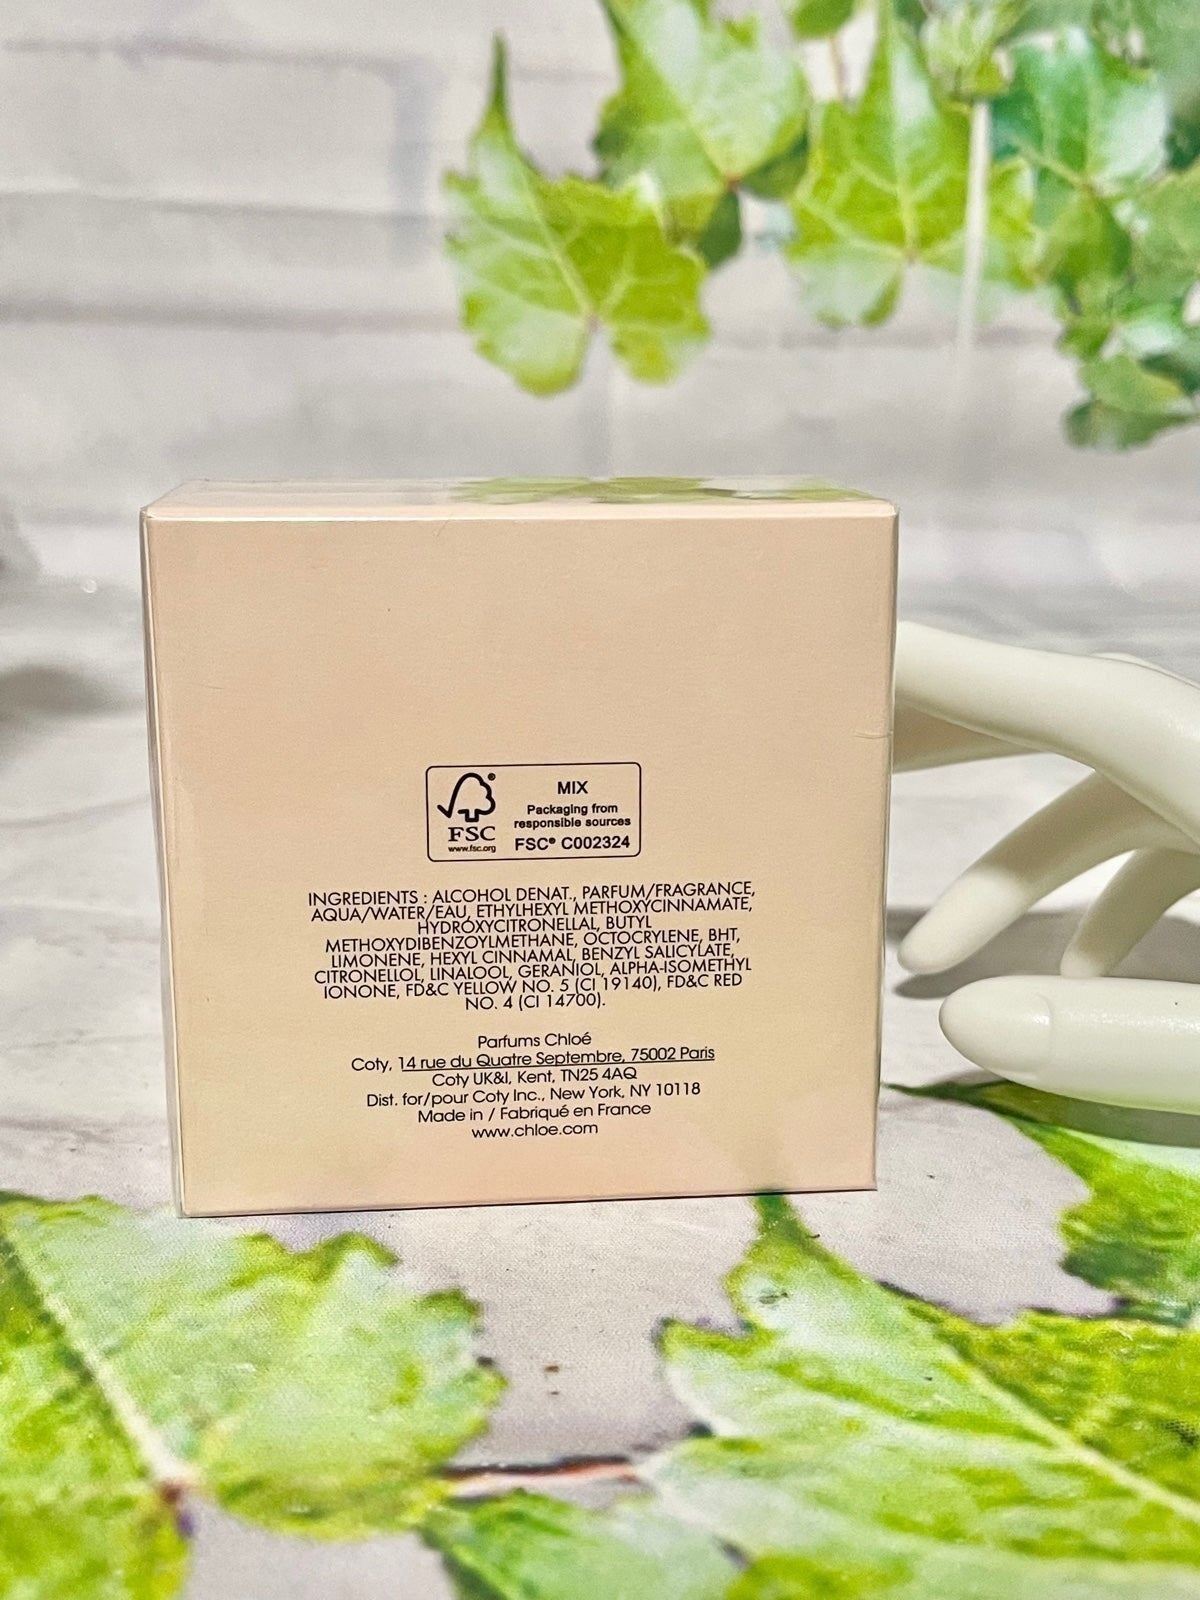 FSC®
www.fsc.org
MIX
Packaging from
responsible sources
FSC® C002324
INGREDIENTS : ALCOHOL DENAT., PARFUM/FRAGRANCE,
AQUA/WATER/EAU, ETHYLHEXYL METHOXYCINNAMATE,
HYDROXYCITRONELLAL, BUTYL
METHOXYDIBENZOYLMETHANE, OCTOCRYLENE, BHT,
LIMONENE, HEXYL CINNAMAL, BENZYL SALICYLATE,
CITRONELLOL, LINALOOL, GERANIOL, ALPHA-ISOMETHYL
IONONE, FD&C YELLOW NO. 5 (CI 19140), FD&C RED
NO. 4 (CI 14700).
Parfums Chloé
Coty, 14 rue du Quatre Septembre, 75002 Paris
Coty UK&I, Kent, TN25 4AQ
Dist. for/pour Coty Inc., New York, NY 10118
Made in / Fabriqué en France
www.chloe.com